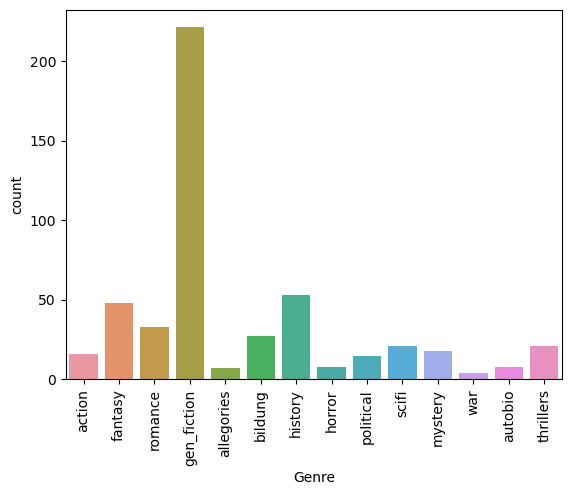 200
150
100
50
0
count
action
fantasy
romance
gen_fiction
allegories
bildung
history
horror
political
scifi
mystery
war
autobio
thrillers
Genre